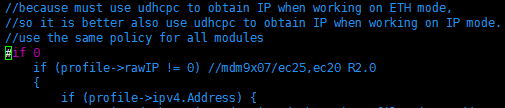 //because must use udhcpc to obtain IP when working on ETH mode,
//so it is better also use udhcpc to obtain IP when working on IP mode.
//use the same policy for all modules
#if 0
    if (profile->rawIP != 0) //mdm9x07/ec25,ec20 R2.0
    {
        if (profile->ipv4.Address) {